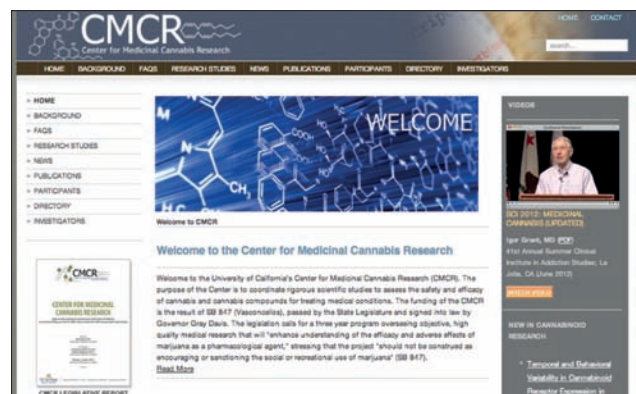 HOME CONTACT
CMCR
Center for Medicinal Cannabis Research
search...
HOME BACKGROUND FAQS RESEARCH STUDIES NEWS PUBLICATIONS PARTICIPANTS DIRECTORY INVESTIGATORS
HOME
BACKGROUND
FAQS
RESEARCH STUDIES
NEWS
PUBLICATIONS
PARTICIPANTS
DIRECTORY
INVESTIGATORS
CMCR
CENTER FOR MEDICINAL
CANNABIS RESEARCH
CMCR LEGISLATIVE REPORT
WELCOME
Welcome to CMCR
Welcome to the Center for Medicinal Cannabis Research
Welcome to the University of California's Center for Medicinal Cannabis Research (CMCR). The
purpose of the Center is to coordinate rigorous scientific studies to assess the safety and efficacy
of cannabis and cannabis compounds for treating medical conditions. The funding of the CMCR
is the result of SB 847 (Vasconcellos), passed by the State Legislature and signed into law by
Governor Gray Davis. The legislation calls for a three year program overseeing objective, high
quality medical research that will "enhance understanding of the efficacy and adverse effects of
marijuana as a pharmacological agent," stressing that the project "should not be construed as
encouraging or sanctioning the social or recreational use of marijuana" (SB 847).
Read More
VIDEOS
SCI 2012: MEDICINAL
CANNABIS (UPDATED)
Igor Grant, MD (PDF)
41st Annual Summer Clinical
Institute in Addiction Studies; La
Jolla, CA (June 2012)
WATCH VIDEO
NEW IN CANNABINOID
RESEARCH
Temporal and Behavioral
Variability in Cannabinoid
Receptor Expression in